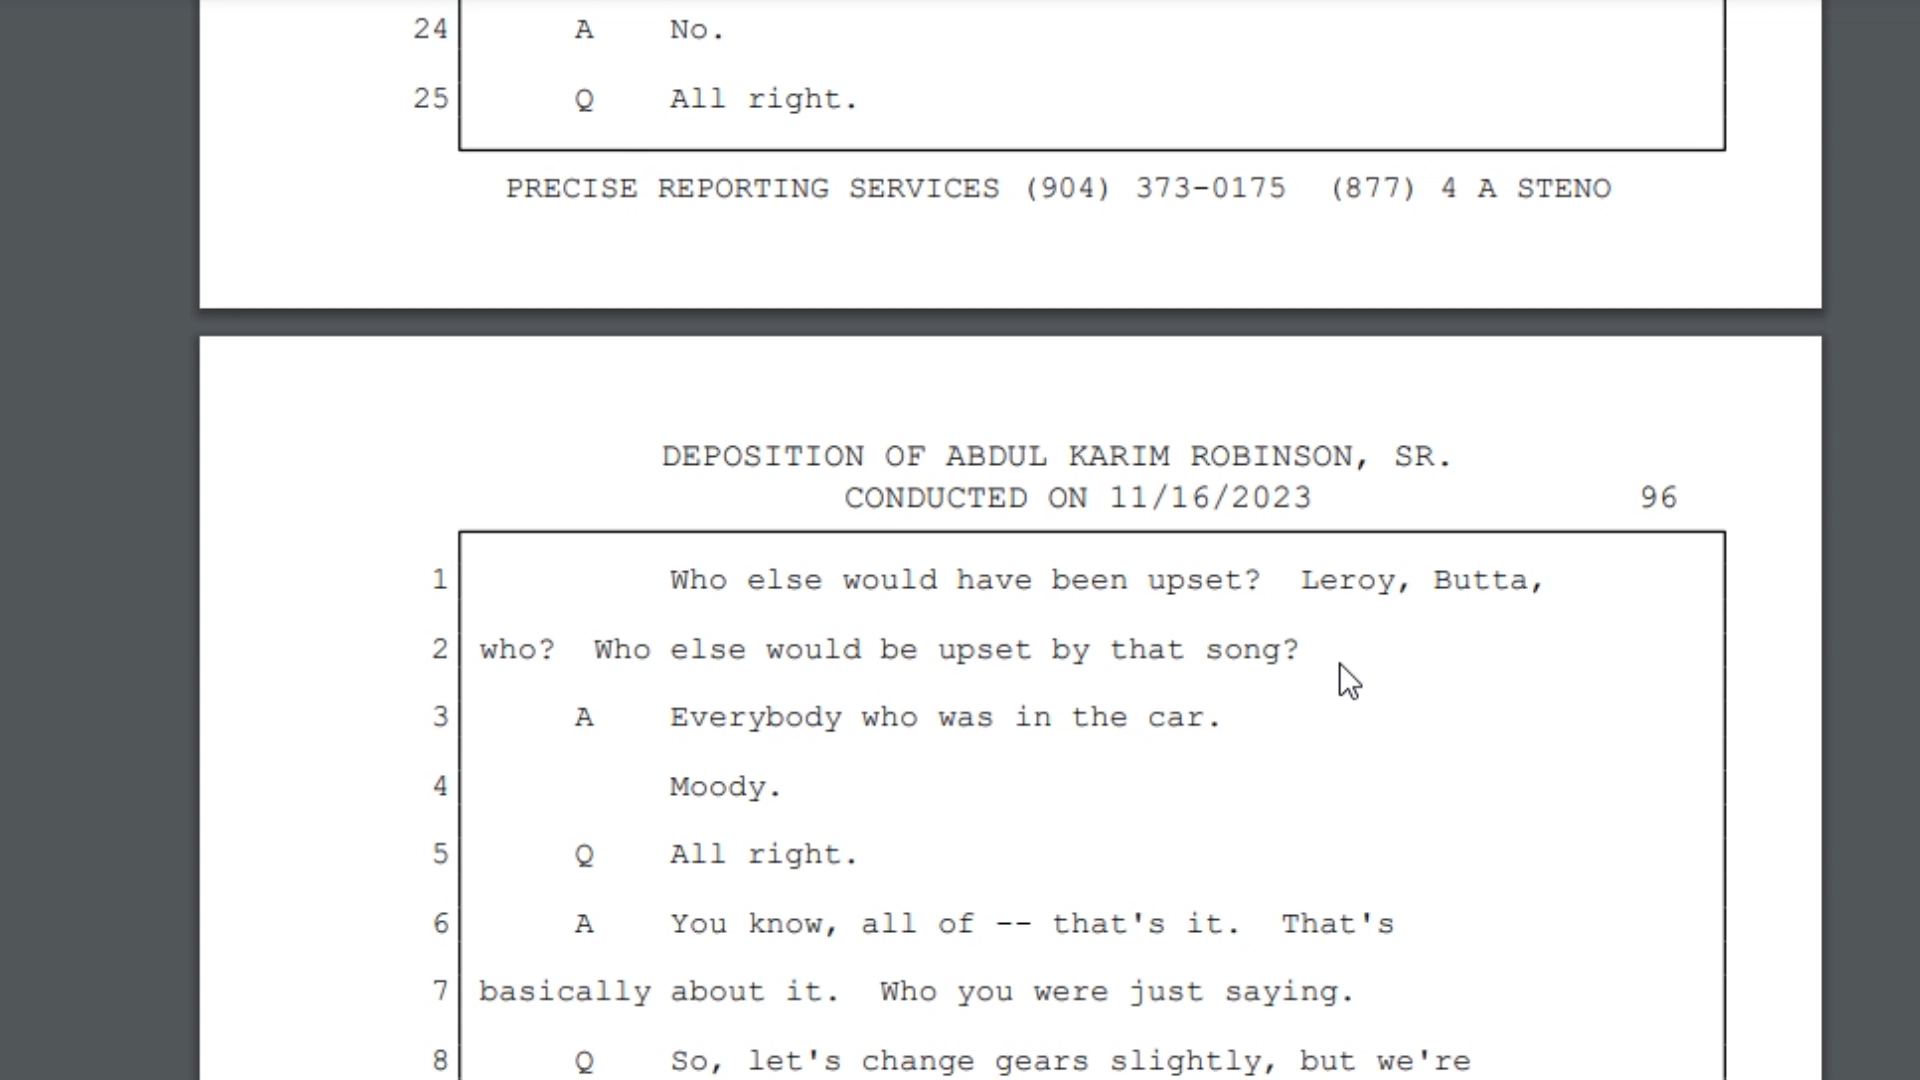 24 A No.
25 Q All right.
PRECISE REPORTING SERVICES (904) 373-0175 (877) 4 A STENO
DEPOSITION OF ABDUL KARIM ROBINSON, SR.
CONDUCTED ON 11/16/2023 96
1 Who else would have been upset? Leroy, Butta,
2 who? Who else would be upset by that song?
3 A Everybody who was in the car.
4 Moody.
5 Q All right.
6 A You know, all of -- that's it. That's
7 basically about it. Who you were just saying.
8 Q So, let's change gears slightly, but we're